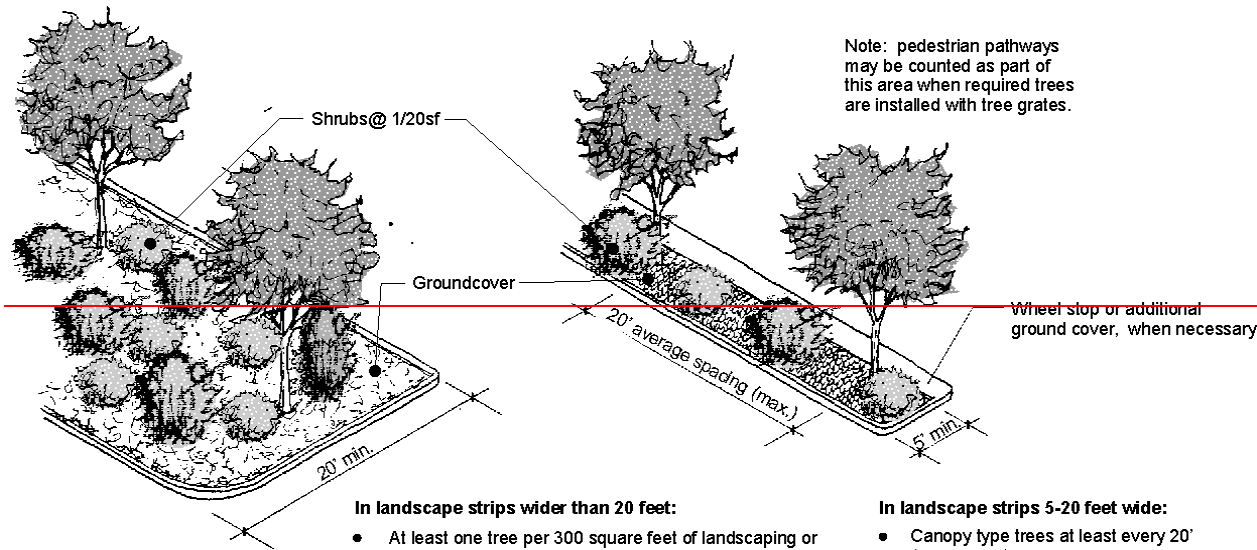 Note: pedestrian pathways
may be counted as part of
this area when required trees
are installed with tree grates.
Shrubs@ 1/20sf
Groundcover
Wheel stop or additional
ground cover, when necessary
20' average spacing (max.)
5' min.
20' min.
In landscape strips wider than 20 feet:
● At least one tree per 300 square feet of landscaping or
In landscape strips 5-20 feet wide:
● Canopy type trees at least every 20'